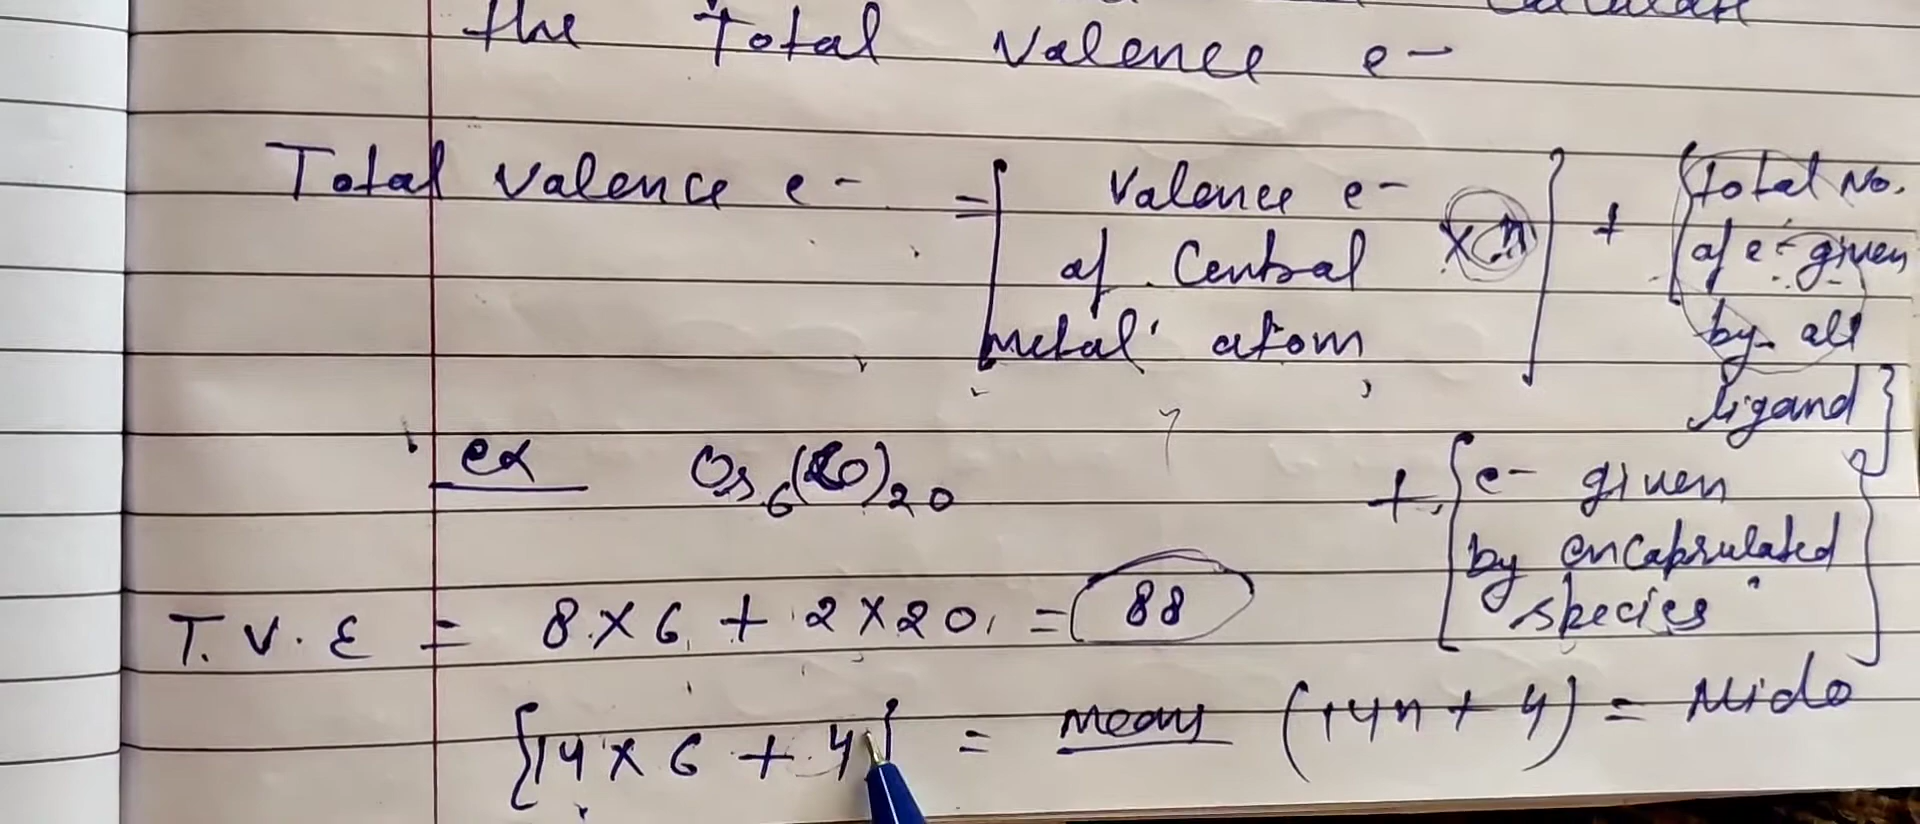 the Total Valence e-
Total valence e- = [ Valence e- of Central metal atom × n ] + [ total No. of e- given by all ligand ]
+ [ e- given by encapsulated species ]
ex Os6(CO)20
T.V.E = 8×6 + 2×20 = 88
{14×6 + 4} = means (14n + 4) = Nido